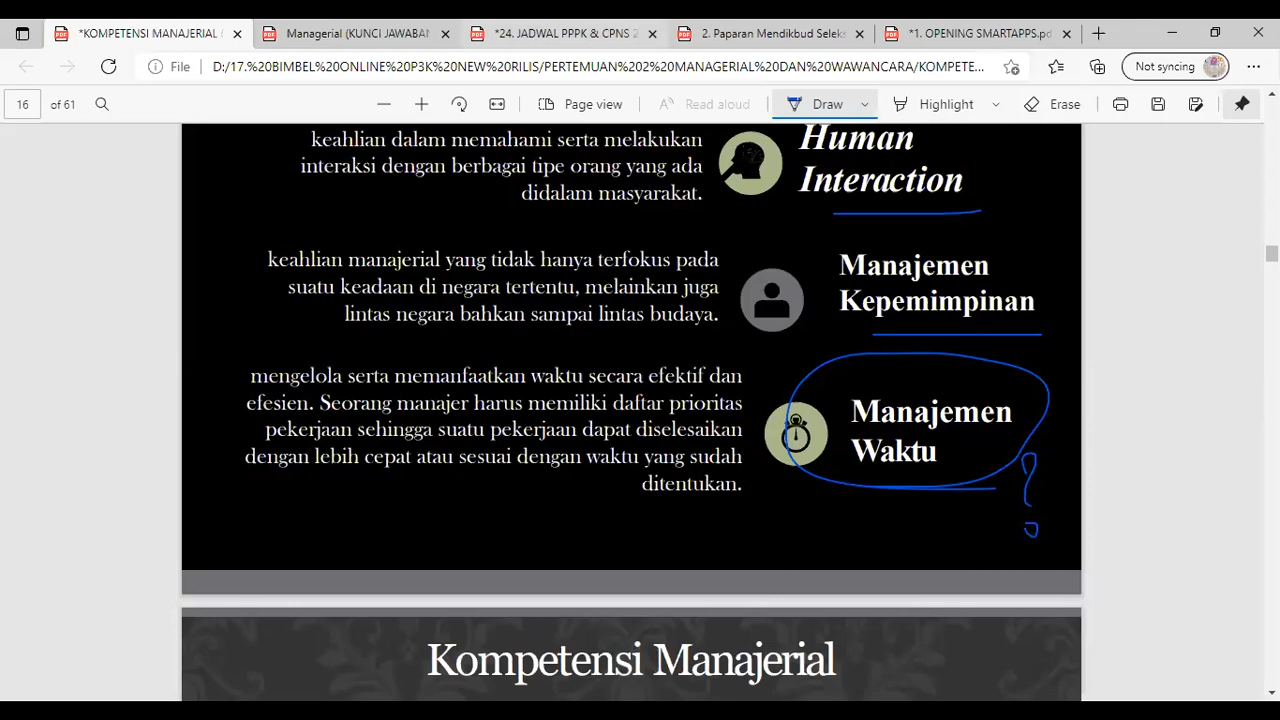 *KOMPETENSI MANAJERIAL (
Managerial (KUNCI JAWABAN
*24. JADWAL PPPK & CPNS 2
2. Paparan Mendikbud Seleks
*1. OPENING SMARTAPPS.pd
File
D:/17.%20BIMBEL%20ONLINE%20P3K%20NEW%20RILIS/PERTEMUAN%202%20MANAGERIAL%20DAN%20WAWANCARA/KOMPETE...
Not syncing
16 of 61
Page view
Read aloud
Draw
Highlight
Erase
keahlian dalam memahami serta melakukan
interaksi dengan berbagai tipe orang yang ada
didalam masyarakat.
Human
Interaction
keahlian manajerial yang tidak hanya terfokus pada
suatu keadaan di negara tertentu, melainkan juga
lintas negara bahkan sampai lintas budaya.
Manajemen
Kepemimpinan
mengelola serta memanfaatkan waktu secara efektif dan
efesien. Seorang manajer harus memiliki daftar prioritas
pekerjaan sehingga suatu pekerjaan dapat diselesaikan
dengan lebih cepat atau sesuai dengan waktu yang sudah
ditentukan.
Manajemen
Waktu
?
Kompetensi Manajerial